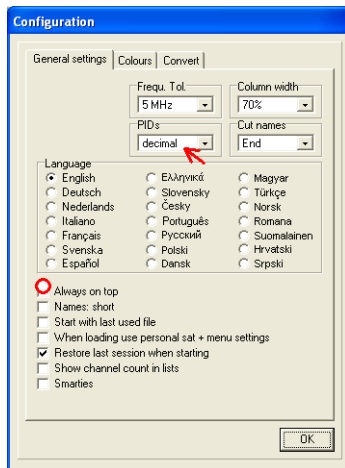 Configuration
General settings Colours Convert
Frequ. Tol. Column width
5 MHz 70%
PIDs Cut names
decimal End
Language
English Ελληνικά Magyar
Deutsch Slovensky Türkçe
Nederlands Česky Norsk
Italiano Português Romana
Français Русский Suomalainen
Svenska Polski Hrvatski
Español Dansk Srpski
Always on top
Names: short
Start with last used file
When loading use personal sat + menu settings
Restore last session when starting
Show channel count in lists
Smarties
OK